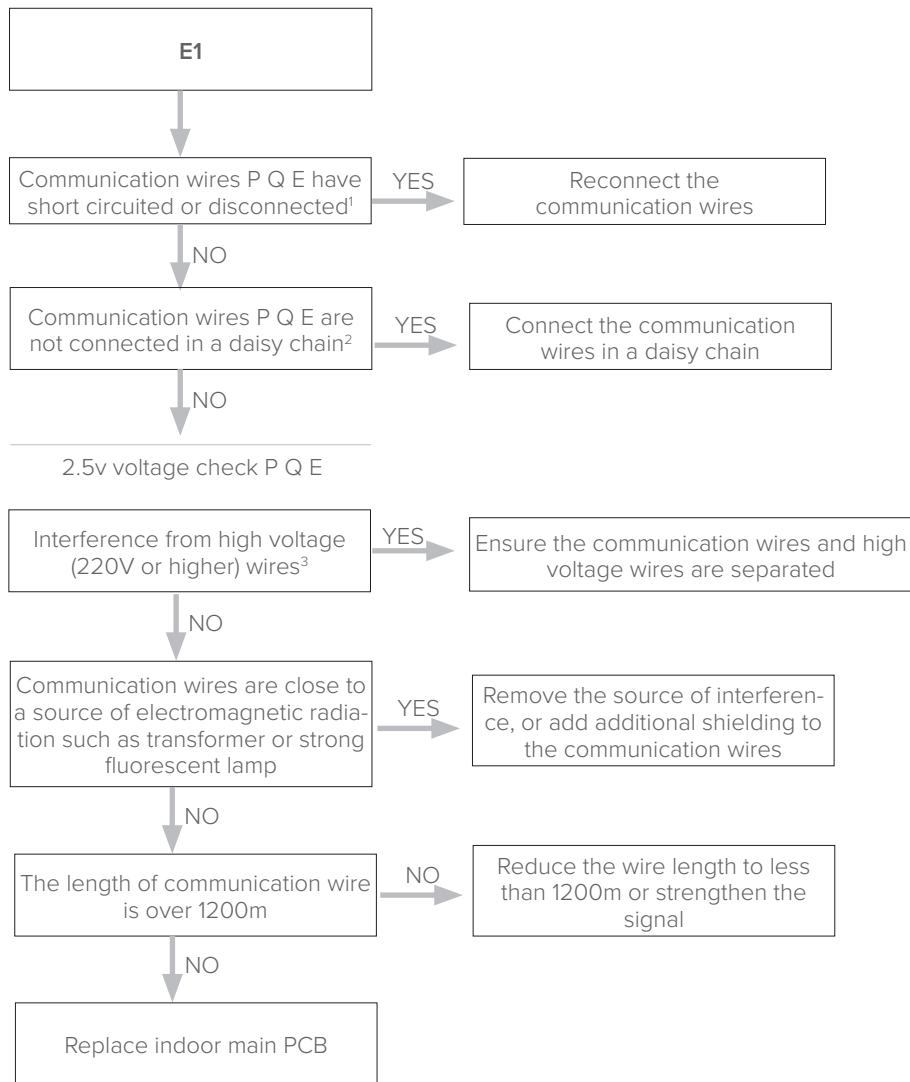 E1
Communication wires P Q E have
short circuited or disconnected¹
YES
Reconnect the
communication wires
NO
Communication wires P Q E are
not connected in a daisy chain²
YES
Connect the communication
wires in a daisy chain
NO
2.5v voltage check P Q E
Interference from high voltage
(220V or higher) wires³
YES
Ensure the communication wires and high
voltage wires are separated
NO
Communication wires are close to
a source of electromagnetic radia-
tion such as transformer or strong
fluorescent lamp
YES
Remove the source of interferen-
ce, or add additional shielding to
the communication wires
NO
The length of communication wire
is over 1200m
NO
Reduce the wire length to less
than 1200m or strengthen the
signal
NO
Replace indoor main PCB